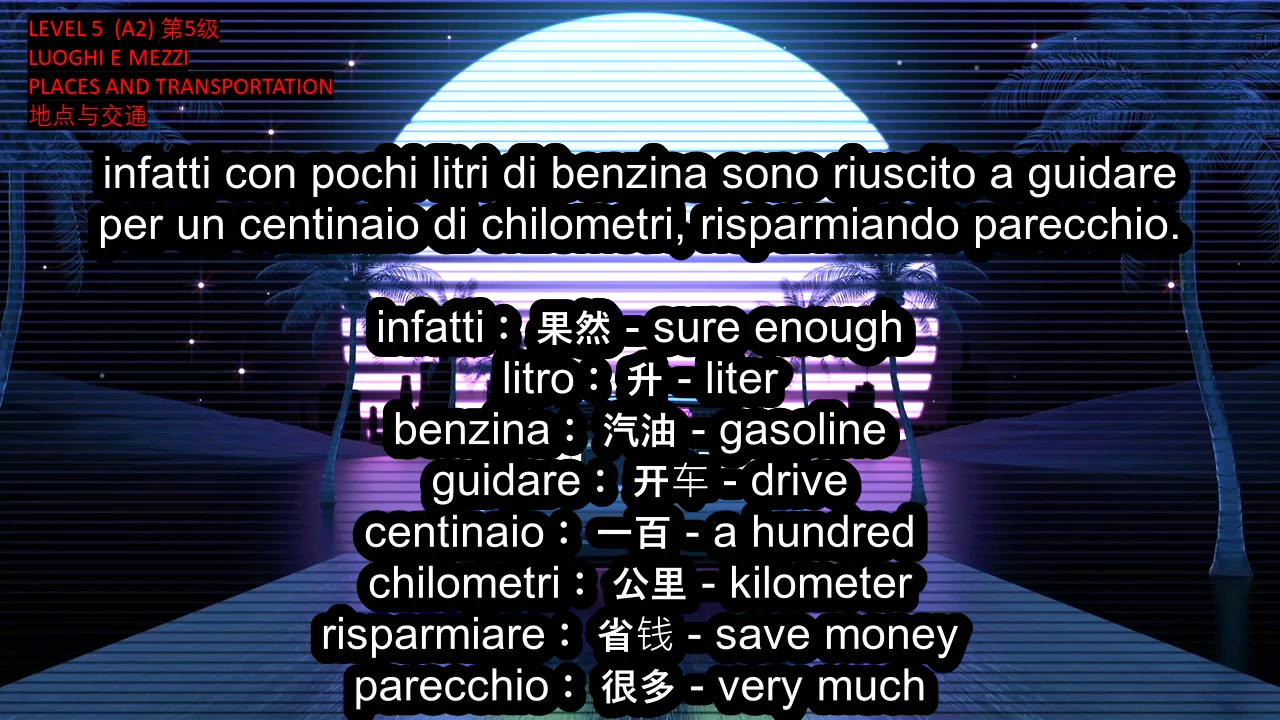 LEVEL 5 (A2) 第5级
LUOGHI E MEZZI
PLACES AND TRANSPORTATION
地点与交通
infatti con pochi litri di benzina sono riuscito a guidare
per un centinaio di chilometri, risparmiando parecchio.
infatti： 果然 - sure enough
litro： 升 - liter
benzina： 汽油 - gasoline
guidare： 开车 - drive
centinaio： 一百 - a hundred
chilometri： 公里 - kilometer
risparmiare： 省钱 - save money
parecchio： 很多 - very much